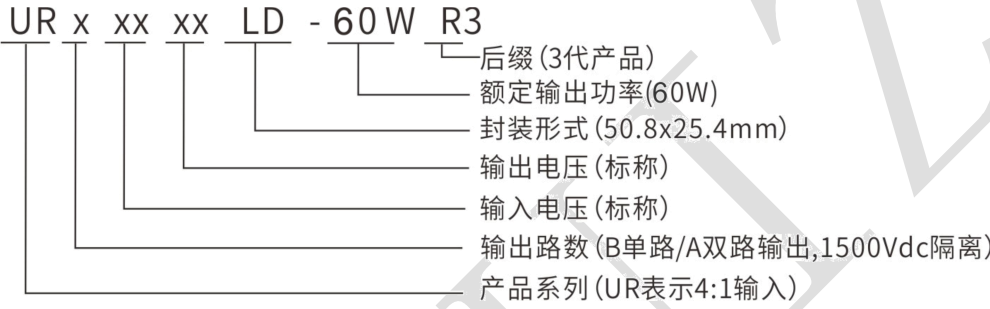 UR x xx xx LD - 60W R3
后缀(3代产品)
额定输出功率(60W)
封装形式(50.8x25.4mm)
输出电压(标称)
输入电压(标称)
输出路数(B单路/A双路输出,1500Vdc隔离)
产品系列(UR表示4:1输入)